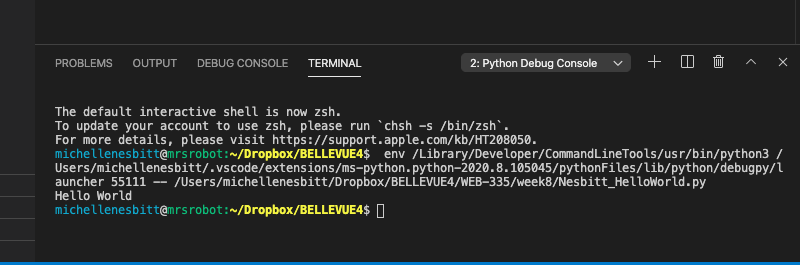 PROBLEMS OUTPUT DEBUG CONSOLE TERMINAL 2: Python Debug Console
The default interactive shell is now zsh.
To update your account to use zsh, please run `chsh -s /bin/zsh`.
For more details, please visit https://support.apple.com/kb/HT208050.
michellenesbitt@mrsrobot:~/Dropbox/BELLEVUE4$  env /Library/Developer/CommandLineTools/usr/bin/python3 /
Users/michellenesbitt/.vscode/extensions/ms-python.python-2020.8.105045/pythonFiles/lib/python/debugpy/l
auncher 55111 -- /Users/michellenesbitt/Dropbox/BELLEVUE4/WEB-335/week8/Nesbitt_HelloWorld.py
Hello World
michellenesbitt@mrsrobot:~/Dropbox/BELLEVUE4$